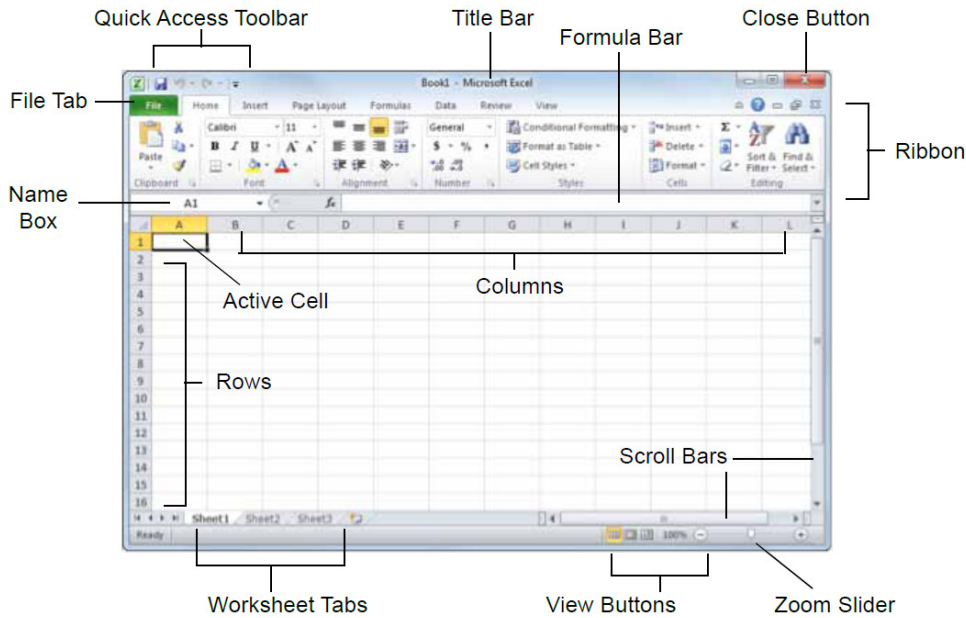 Quick Access Toolbar
Title Bar
Close Button
Formula Bar
Book1 - Microsoft Excel
File Tab
File Home Insert Page Layout Formulas Data Review View
Calibri 11 General Conditional Formatting Insert Σ
Paste B I U A A $ % , Format as Table Delete
Cell Styles Format Sort & Filter Find & Select
Clipboard Font Alignment Number Styles Cells Editing
Ribbon
Name Box
A1 fx
A B C D E F G H I J K L
1
2
3
4
5
6
7
8
9
10
11
12
13
14
15
16
Active Cell
Columns
Rows
Scroll Bars
Sheet1 Sheet2 Sheet3
Ready 100%
Worksheet Tabs
View Buttons
Zoom Slider